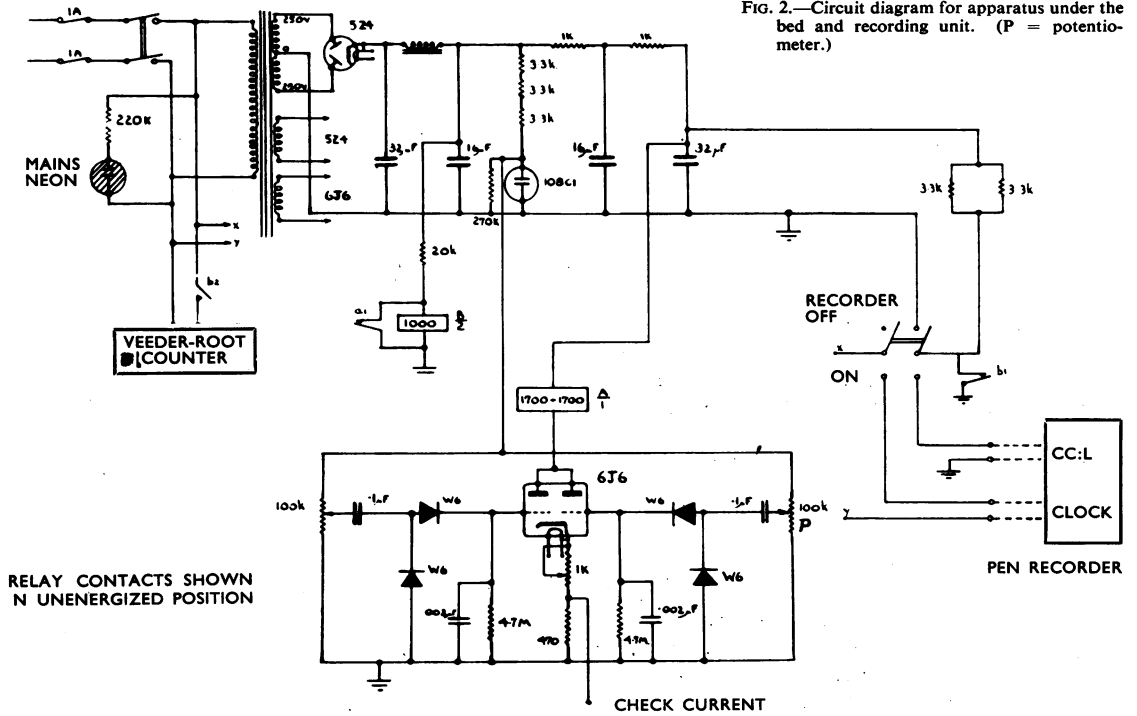 FIG. 2.—Circuit diagram for apparatus under the
bed and recording unit. (P = potentio-
meter.)
1A
1A
250v
0
250v
524
524
6J6
220K
MAINS
NEON
x
y
b2
VEEDER-ROOT
COUNTER
32µF
16µF
1K
1K
3.3k
3.3k
3.3k
108C1
270k
16µF
32µF
20k
a1
1000
B/2
1700-1700
A/1
3.3k
3.3k
RECORDER
OFF
x
ON
b1
CC:L
CLOCK
y
PEN RECORDER
6J6
100k
.1µF
W6
W6
.002µF
4.7M
1K
470
W6
.1µF
100k
P
W6
4.7M
.002µF
RELAY CONTACTS SHOWN
N UNENERGIZED POSITION
CHECK CURRENT